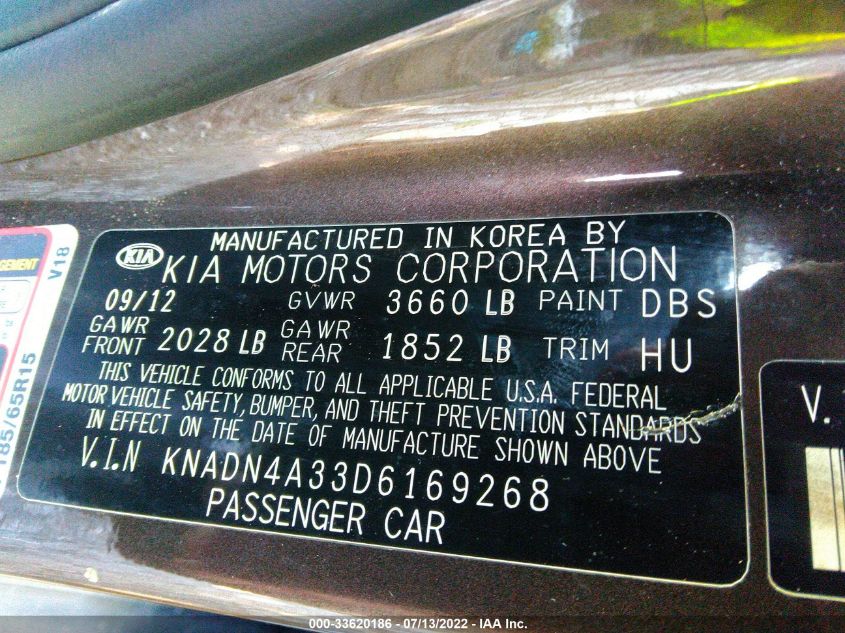 MANUFACTURED IN KOREA BY
KIA KIA MOTORS CORPORATION
09/12 GVWR 3660 LB PAINT DBS
GAWR FRONT 2028 LB GAWR REAR 1852 LB TRIM HU
THIS VEHICLE CONFORMS TO ALL APPLICABLE U.S.A. FEDERAL
MOTOR VEHICLE SAFETY, BUMPER, AND THEFT PREVENTION STANDARDS
IN EFFECT ON THE DATE OF MANUFACTURE SHOWN ABOVE
V.I.N KNADN4A33D6169268
PASSENGER CAR
V18
185/65R15
V.
000-33620186 - 07/13/2022 - IAA Inc.